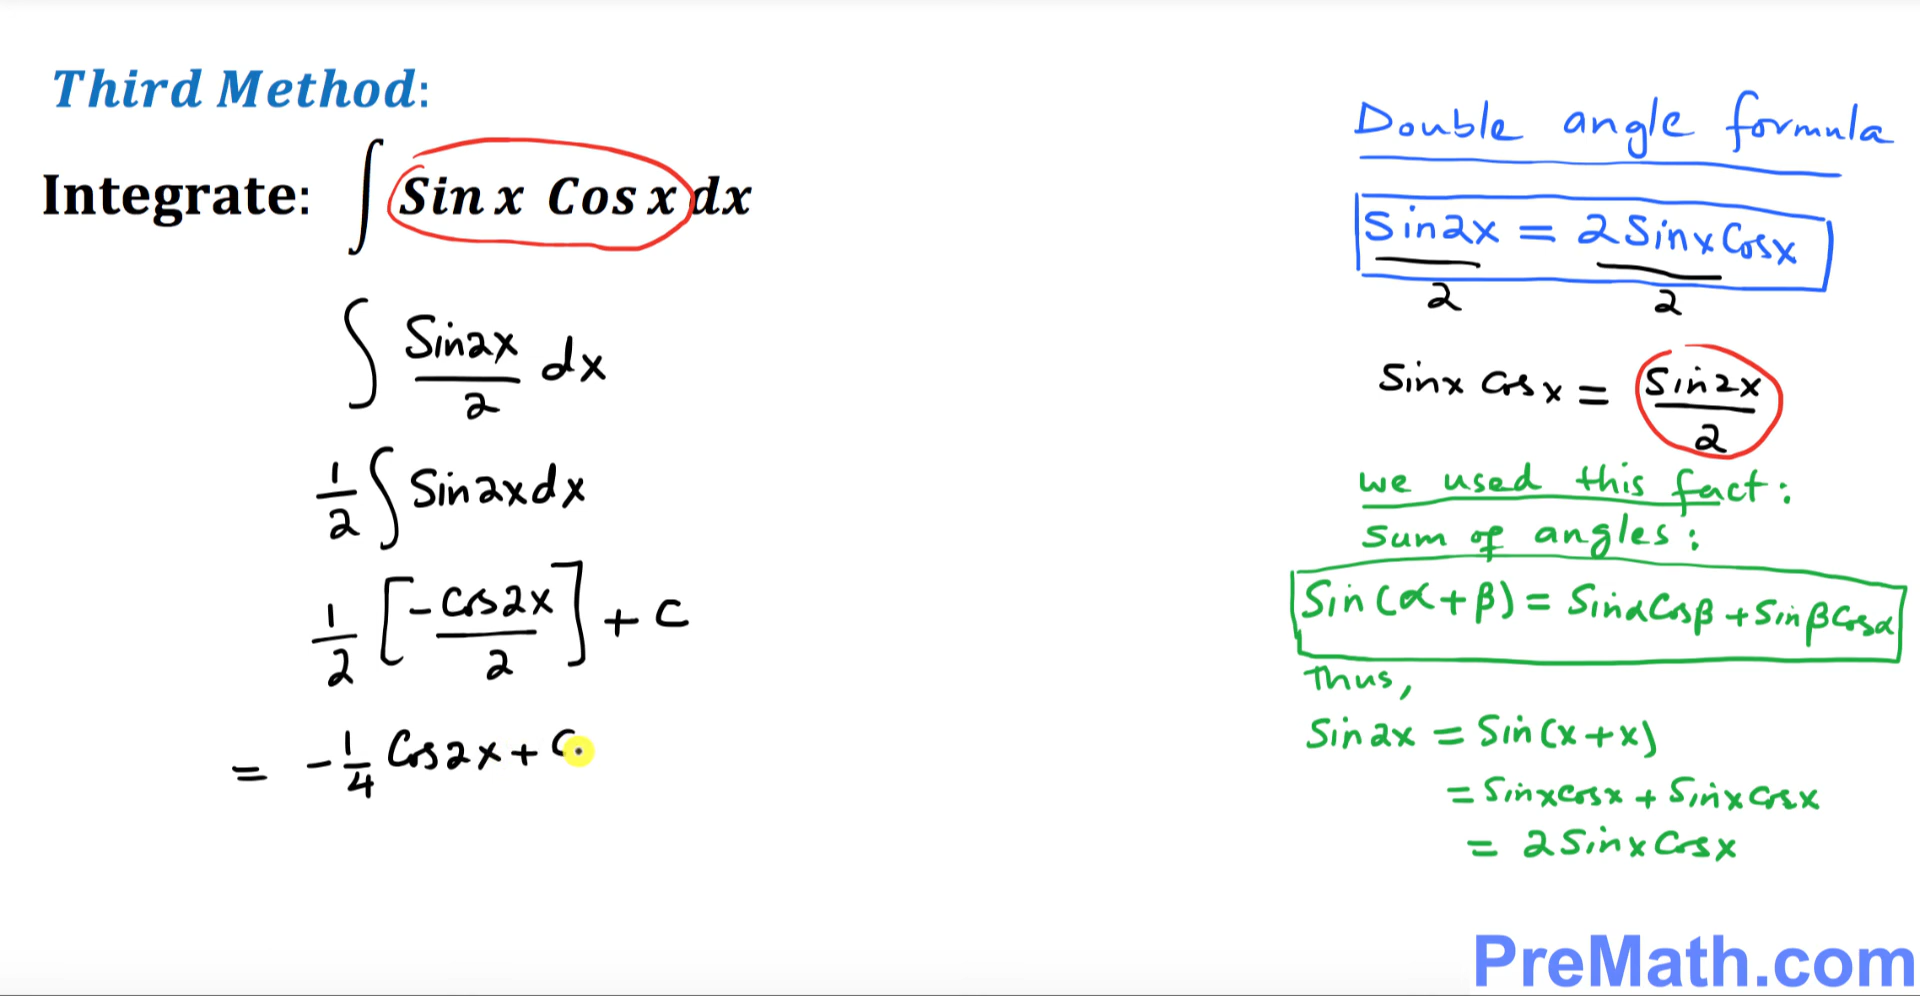 Third Method:
Integrate: ∫ Sin x Cos x dx
∫ Sin2x/2 dx
1/2 ∫ Sin2xdx
1/2 [-Cos2x/2] + C
= -1/4 Cos2x + C
Double angle formula
Sin2x/2 = 2SinxCosx/2
Sinx Cosx = Sin2x/2
we used this fact:
Sum of angles:
Sin(α+β) = SinαCosβ + SinβCosα
Thus,
Sin2x = Sin(x+x)
= Sinxcosx + SinxCosx
= 2SinxCosx
PreMath.com